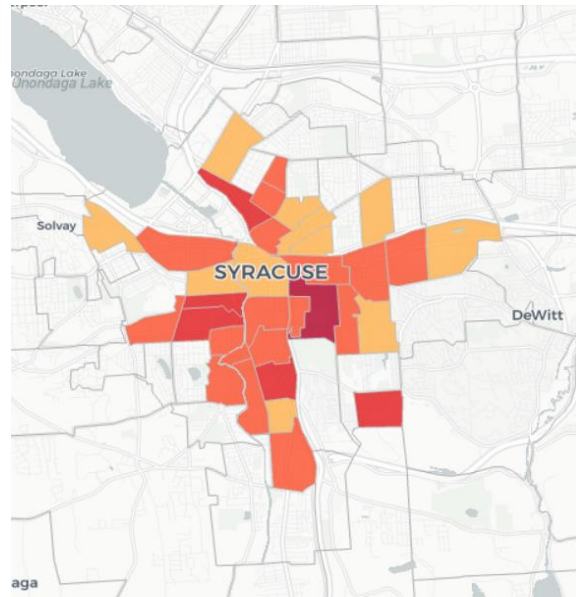 Onondaga Lake
Onondaga Lake
Solvay
SYRACUSE
DeWitt
aga